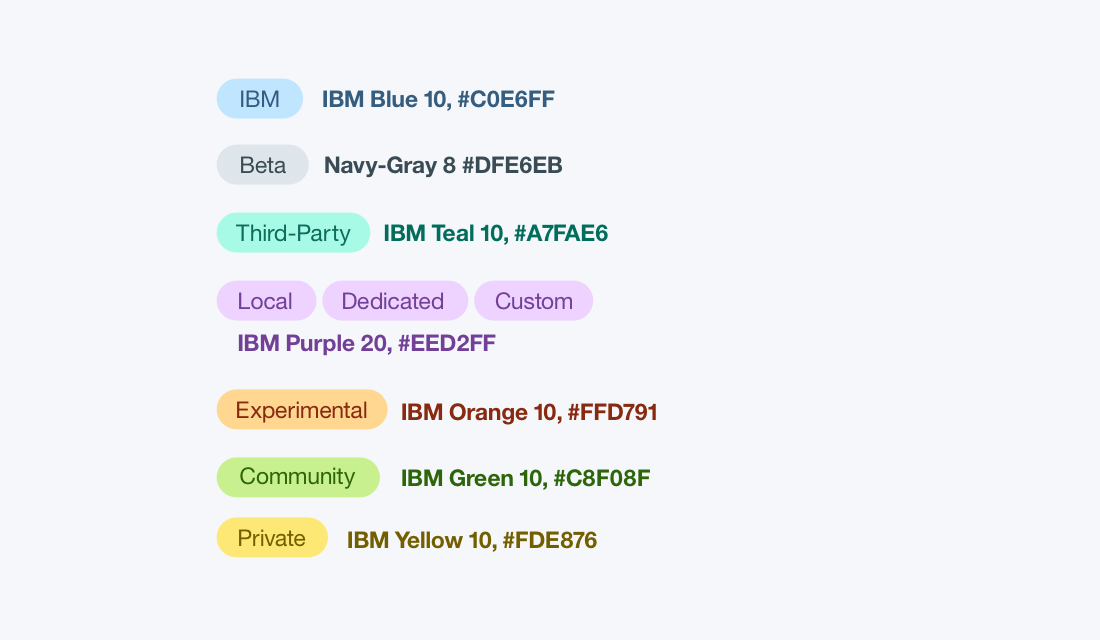 IBM IBM Blue 10, #C0E6FF
Beta Navy-Gray 8 #DFE6EB
Third-Party IBM Teal 10, #A7FAE6
Local Dedicated Custom
IBM Purple 20, #EED2FF
Experimental IBM Orange 10, #FFD791
Community IBM Green 10, #C8F08F
Private IBM Yellow 10, #FDE876